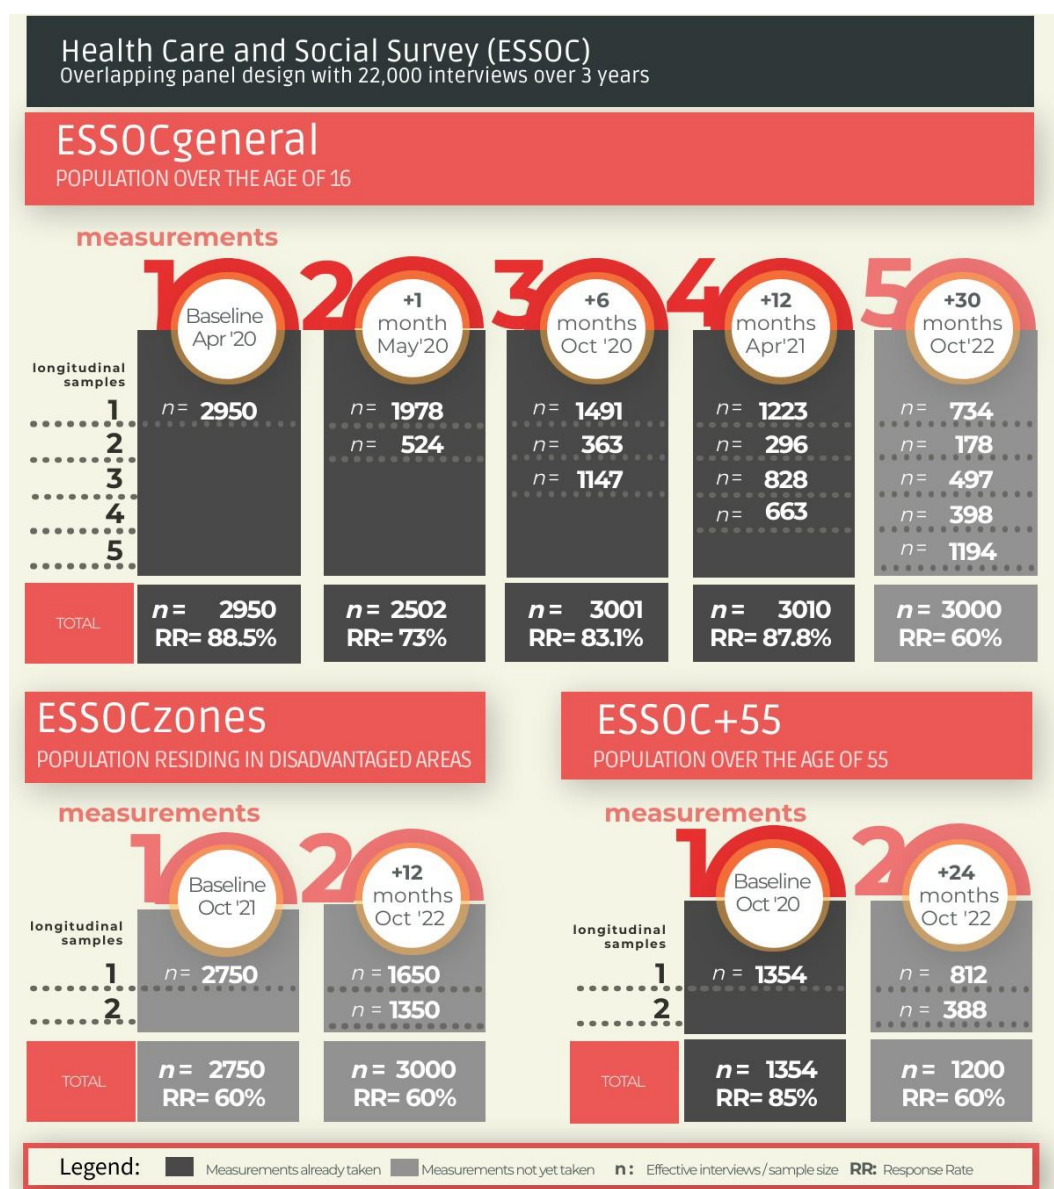 Health Care and Social Survey (ESSOC)
Overlapping panel design with 22,000 interviews over 3 years
ESSOCgeneral
POPULATION OVER THE AGE OF 16
measurements
1 2 3 4 5
Baseline
Apr '20
+1
month
May'20
+6
months
Oct '20
+12
months
Apr'21
+30
months
Oct'22
longitudinal
samples
1 n= 2950 n= 1978 n= 1491 n= 1223 n= 734
2 n= 524 n= 363 n= 296 n= 178
3 n= 1147 n= 828 n= 497
4 n= 663 n= 398
5 n= 1194
TOTAL
n= 2950
RR= 88.5%
n= 2502
RR= 73%
n= 3001
RR= 83.1%
n= 3010
RR= 87.8%
n= 3000
RR= 60%
ESSOCzones
POPULATION RESIDING IN DISADVANTAGED AREAS
measurements
1 2
Baseline
Oct '21
+12
months
Oct '22
longitudinal
samples
1 n= 2750 n = 1650
2 n = 1350
TOTAL
n= 2750
RR= 60%
n= 3000
RR= 60%
ESSOC+55
POPULATION OVER THE AGE OF 55
measurements
1 2
Baseline
Oct '20
+24
months
Oct '22
longitudinal
samples
1 n = 1354 n = 812
2 n = 388
TOTAL
n= 1354
RR= 85%
n= 1200
RR= 60%
Legend: Measurements already taken Measurements not yet taken n : Effective interviews / sample size RR: Response Rate